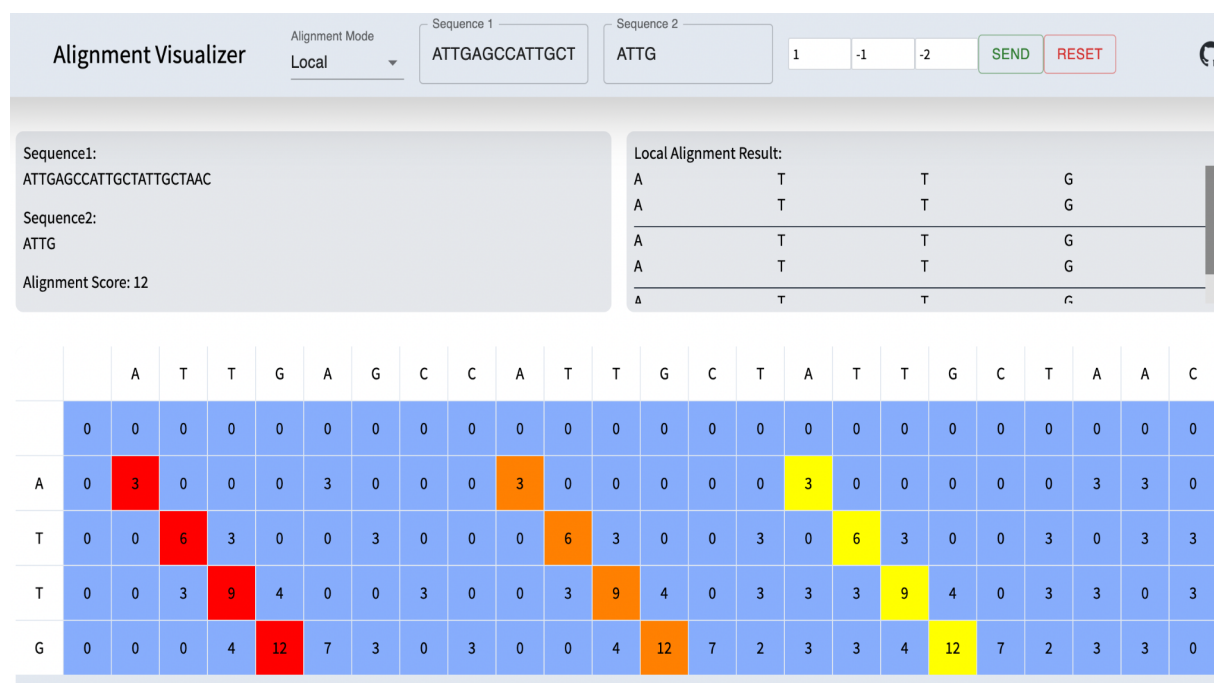 Alignment Visualizer
Alignment Mode
Local
Sequence 1
ATTGAGCCATTGCT
Sequence 2
ATTG
1 -1 -2 SEND RESET
Sequence1:
ATTGAGCCATTGCTATTGCTAAC
Sequence2:
ATTG
Alignment Score: 12
Local Alignment Result:
A T T G
A T T G
A T T G
A T T G
A T T G
A T T G A G C C A T T G C T A T T G C T A A C
0 0 0 0 0 0 0 0 0 0 0 0 0 0 0 0 0 0 0 0 0 0 0 0
A 0 3 0 0 0 3 0 0 0 3 0 0 0 0 0 3 0 0 0 0 0 3 3 0
T 0 0 6 3 0 0 3 0 0 0 6 3 0 0 3 0 6 3 0 0 3 0 3 3
T 0 0 3 9 4 0 0 3 0 0 3 9 4 0 3 3 3 9 4 0 3 3 0 3
G 0 0 0 4 12 7 3 0 3 0 0 4 12 7 2 3 3 4 12 7 2 3 3 0